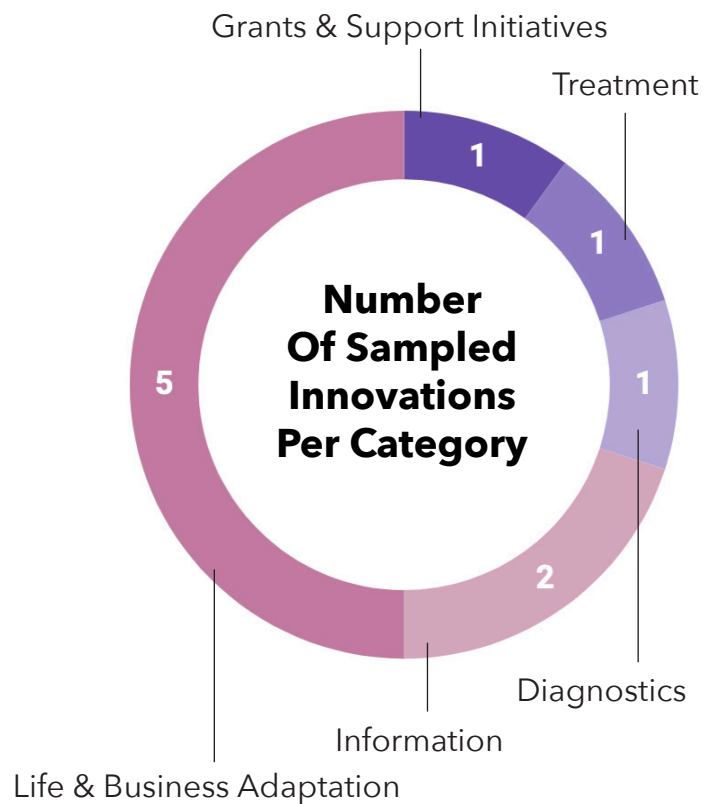 Grants & Support Initiatives
Treatment
1
1
Number
Of Sampled
Innovations
Per Category
5
1
2
Diagnostics
Information
Life & Business Adaptation